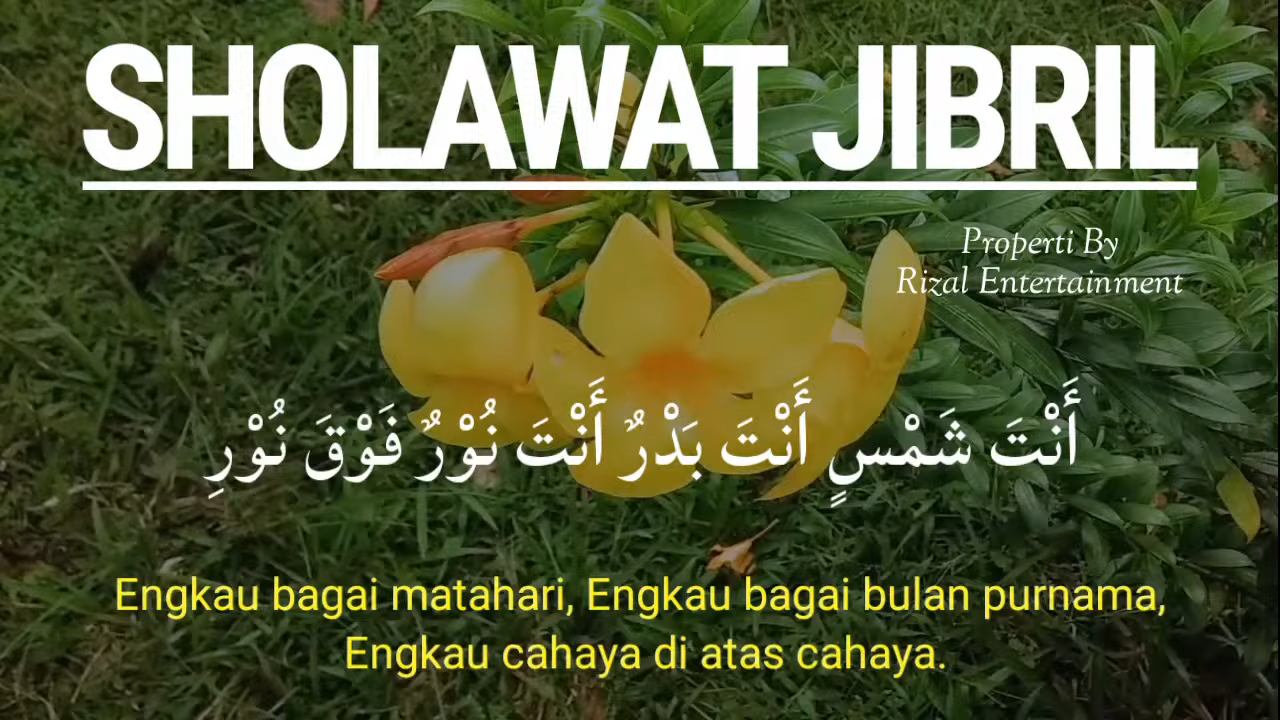 SHOLAWAT JIBRIL
Properti By
Rizal Entertainment
أَنْتَ شَمْسٍ أَنْتَ بَدْرٌ أَنْتَ نُوْرٌ فَوْقَ نُوْرِ
Engkau bagai matahari, Engkau bagai bulan purnama,
Engkau cahaya di atas cahaya.